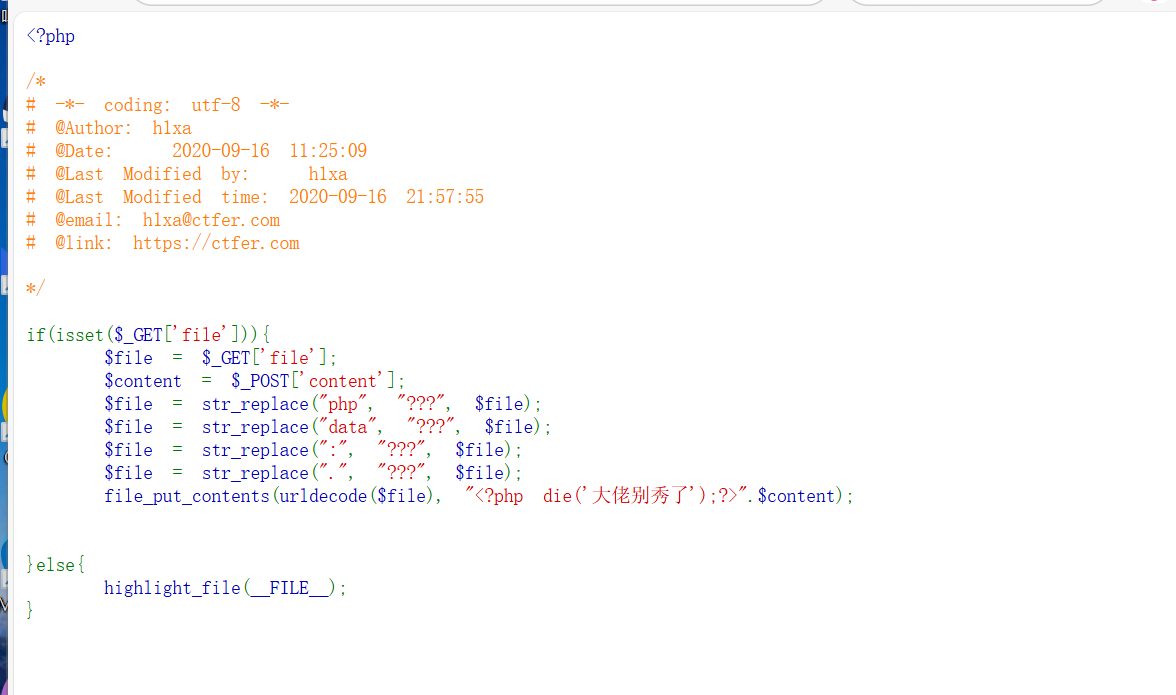 <?php
/*
# -*- coding: utf-8 -*-
# @Author: h1xa
# @Date: 2020-09-16 11:25:09
# @Last Modified by: h1xa
# @Last Modified time: 2020-09-16 21:57:55
# @email: h1xa@ctfer.com
# @link: https://ctfer.com
*/
if(isset($_GET['file'])){
$file = $_GET['file'];
$content = $_POST['content'];
$file = str_replace("php", "???", $file);
$file = str_replace("data", "???", $file);
$file = str_replace(":", "???", $file);
$file = str_replace(".", "???", $file);
file_put_contents(urldecode($file), "<?php die('大佬别秀了');?>".$content);
}else{
highlight_file(__FILE__);
}